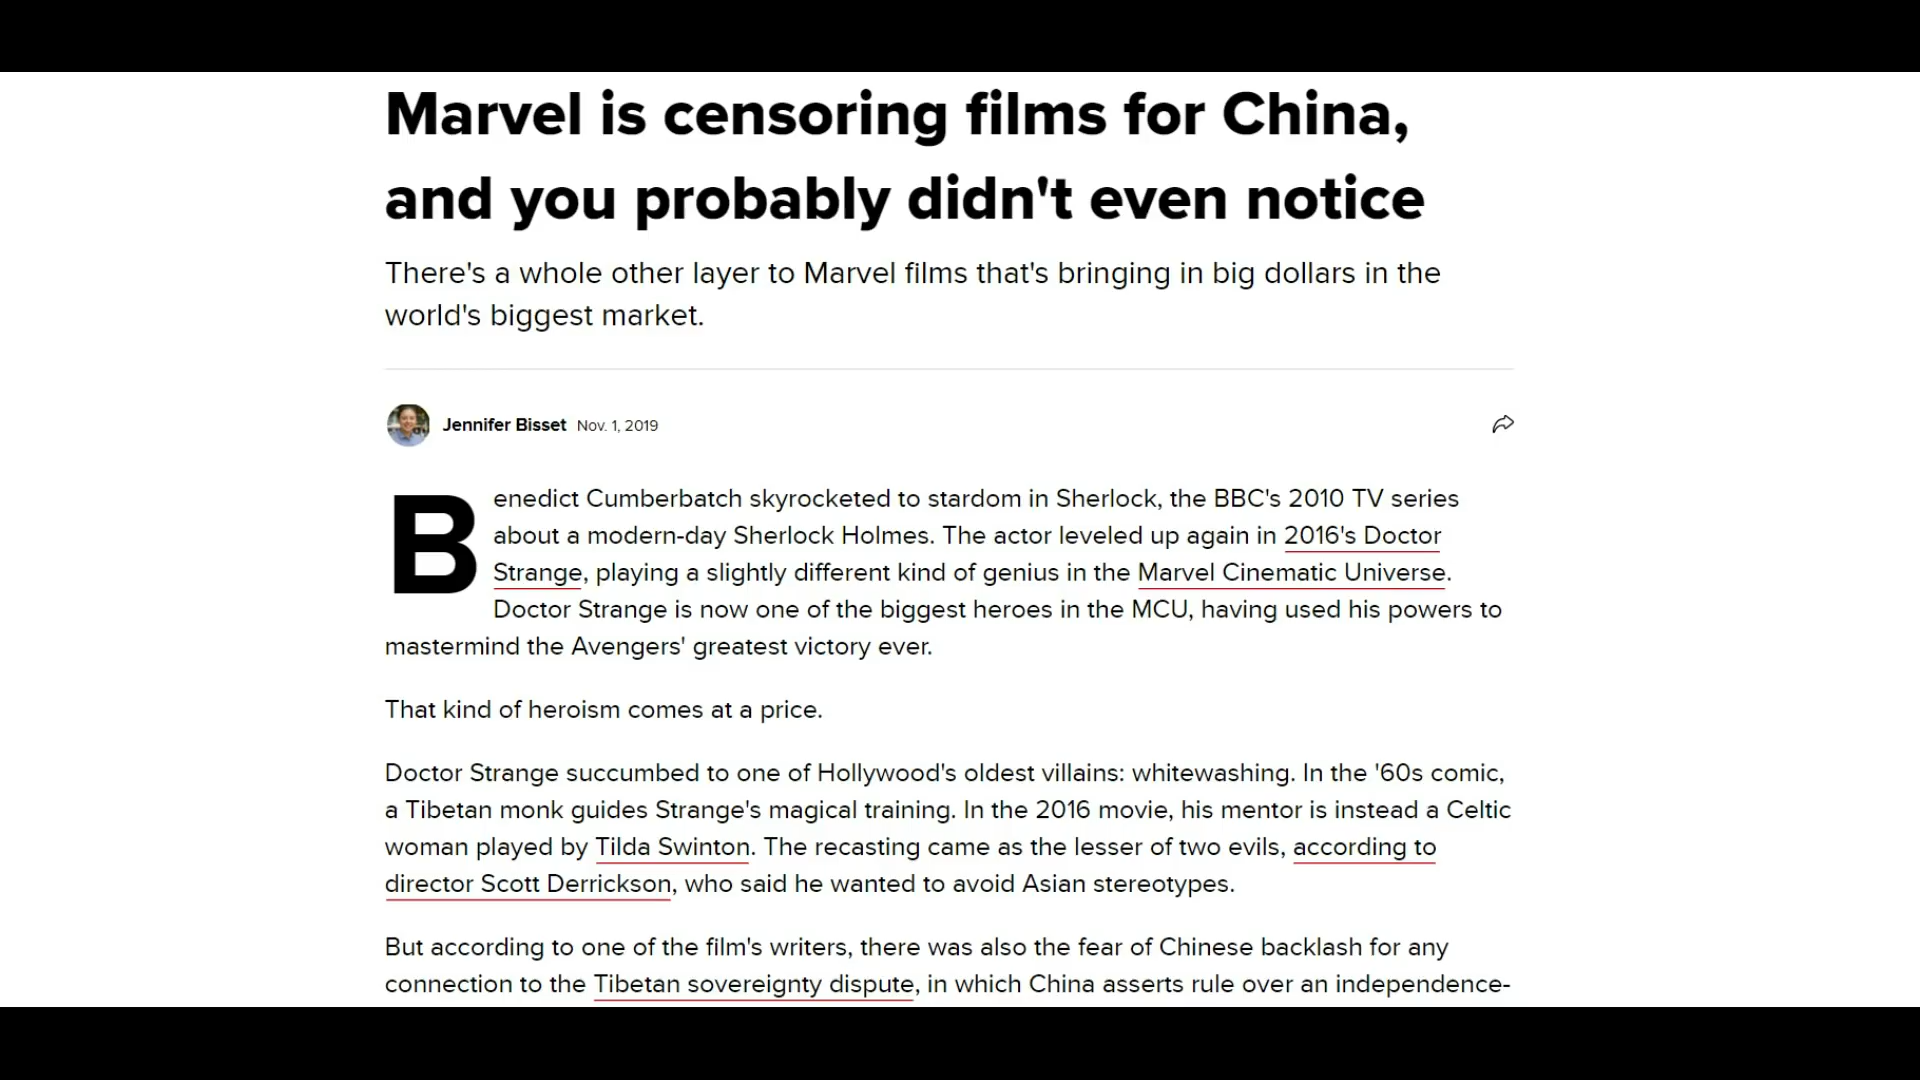 Marvel is censoring films for China,
and you probably didn't even notice
There's a whole other layer to Marvel films that's bringing in big dollars in the
world's biggest market.
Jennifer Bisset Nov. 1, 2019
Benedict Cumberbatch skyrocketed to stardom in Sherlock, the BBC's 2010 TV series
about a modern-day Sherlock Holmes. The actor leveled up again in 2016's Doctor
Strange, playing a slightly different kind of genius in the Marvel Cinematic Universe.
Doctor Strange is now one of the biggest heroes in the MCU, having used his powers to
mastermind the Avengers' greatest victory ever.
That kind of heroism comes at a price.
Doctor Strange succumbed to one of Hollywood's oldest villains: whitewashing. In the '60s comic,
a Tibetan monk guides Strange's magical training. In the 2016 movie, his mentor is instead a Celtic
woman played by Tilda Swinton. The recasting came as the lesser of two evils, according to
director Scott Derrickson, who said he wanted to avoid Asian stereotypes.
But according to one of the film's writers, there was also the fear of Chinese backlash for any
connection to the Tibetan sovereignty dispute, in which China asserts rule over an independence-